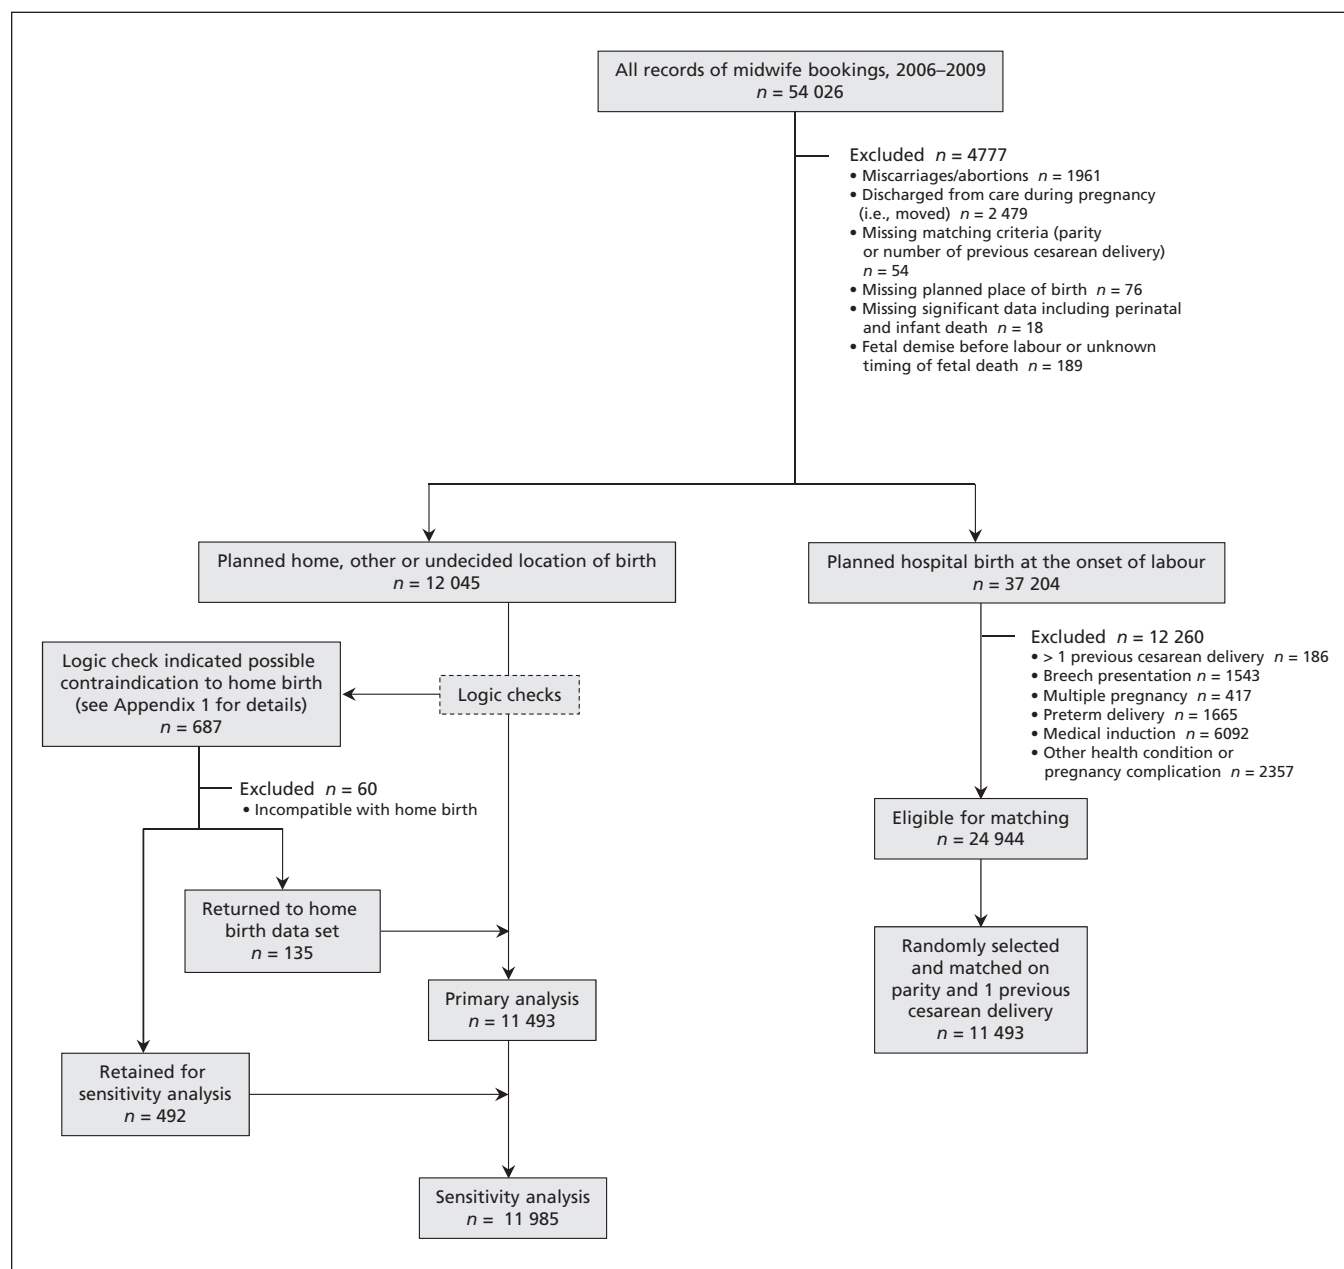 All records of midwife bookings, 2006–2009
n = 54 026
Excluded n = 4777
• Miscarriages/abortions n = 1961
• Discharged from care during pregnancy
(i.e., moved) n = 2 479
• Missing matching criteria (parity
or number of previous cesarean delivery)
n = 54
• Missing planned place of birth n = 76
• Missing significant data including perinatal
and infant death n = 18
• Fetal demise before labour or unknown
timing of fetal death n = 189
Planned home, other or undecided location of birth
n = 12 045
Planned hospital birth at the onset of labour
n = 37 204
Logic check indicated possible
contraindication to home birth
(see Appendix 1 for details)
n = 687
Logic checks
Excluded n = 12 260
• > 1 previous cesarean delivery n = 186
• Breech presentation n = 1543
• Multiple pregnancy n = 417
• Preterm delivery n = 1665
• Medical induction n = 6092
• Other health condition or
pregnancy complication n = 2357
Excluded n = 60
• Incompatible with home birth
Eligible for matching
n = 24 944
Returned to home
birth data set
n = 135
Randomly selected
and matched on
parity and 1 previous
cesarean delivery
n = 11 493
Primary analysis
n = 11 493
Retained for
sensitivity analysis
n = 492
Sensitivity analysis
n = 11 985